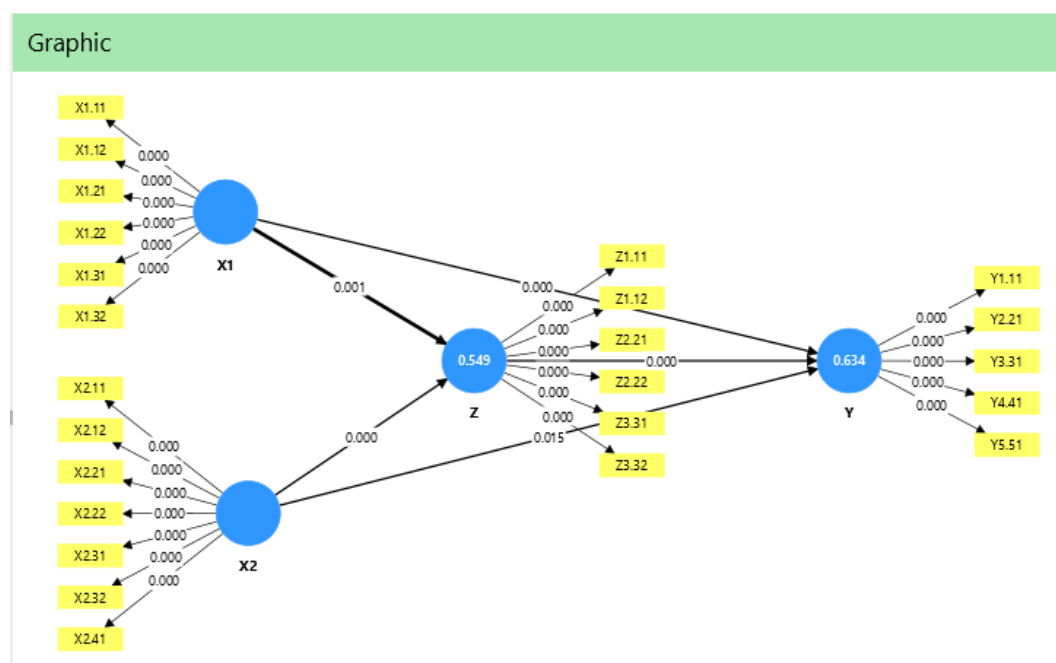 Graphic
X1.11
X1.12
X1.21
X1.22
X1.31
X1.32
0.000
0.000
0.000
0.000
0.000
0.000
X1
0.001
0.000
X2.11
X2.12
X2.21
X2.22
X2.31
X2.32
X2.41
0.000
0.000
0.000
0.000
0.000
0.000
0.000
X2
0.000
0.015
0.549
Z
0.000
0.000
0.000
0.000
0.000
0.000
0.000
Z1.11
Z1.12
Z2.21
Z2.22
Z3.31
Z3.32
0.634
Y
0.000
0.000
0.000
0.000
0.000
Y1.11
Y2.21
Y3.31
Y4.41
Y5.51